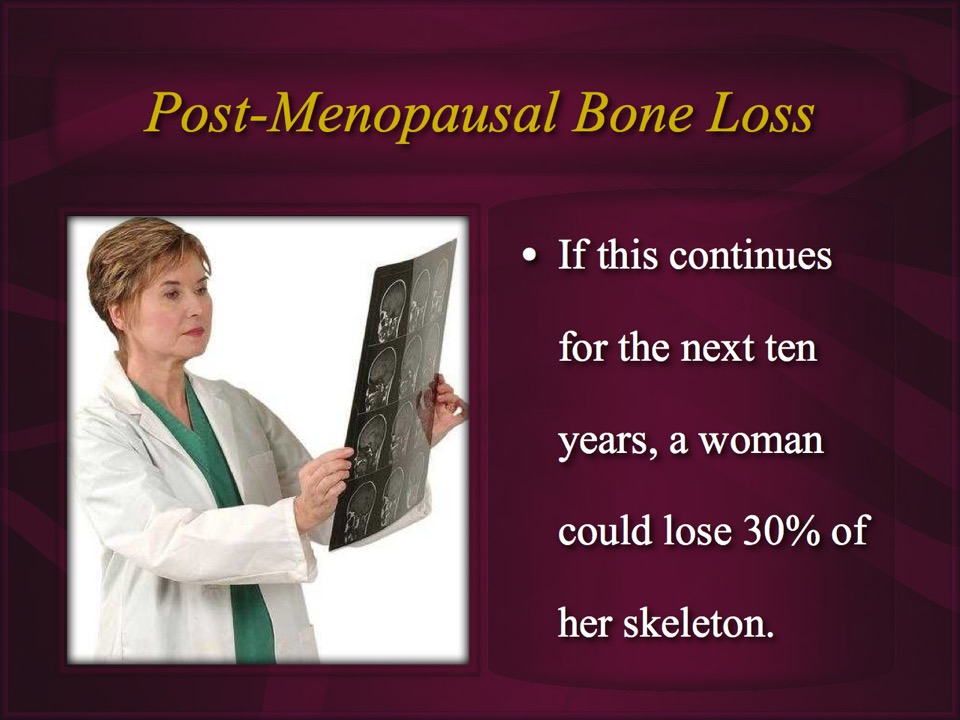 Post-Menopausal Bone Loss
• If this continues
for the next ten
years, a woman
could lose 30% of
her skeleton.